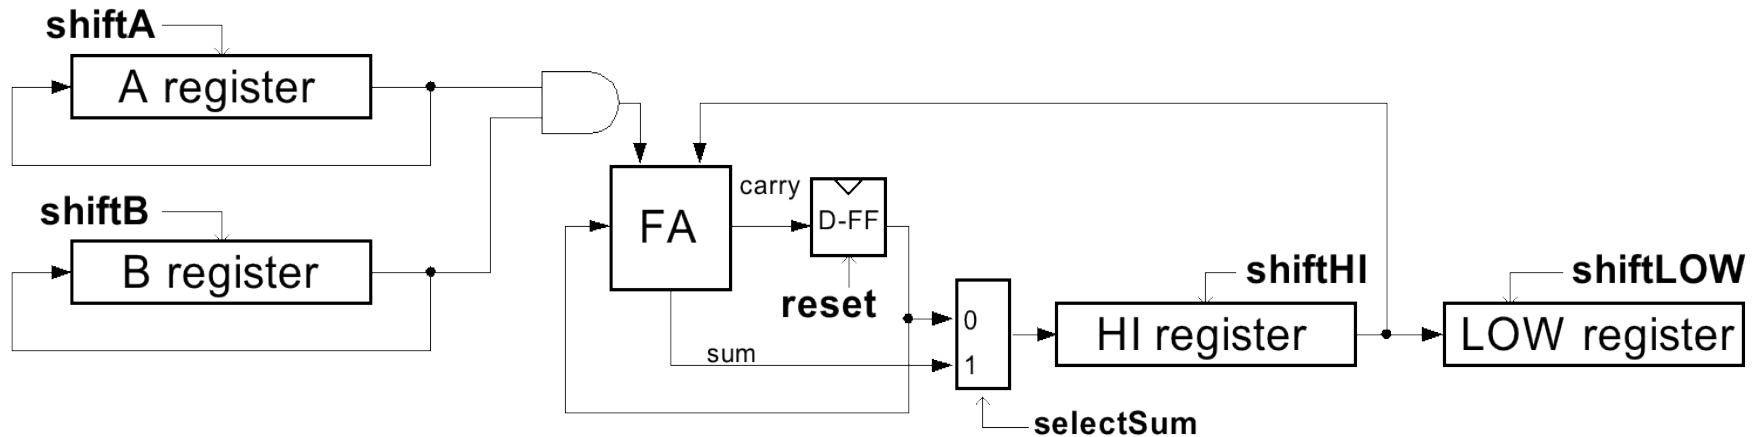 shiftA
A register
shiftB
B register
FA
carry
D-FF
reset
sum
0
1
selectSum
shiftHI
HI register
shiftLOW
LOW register